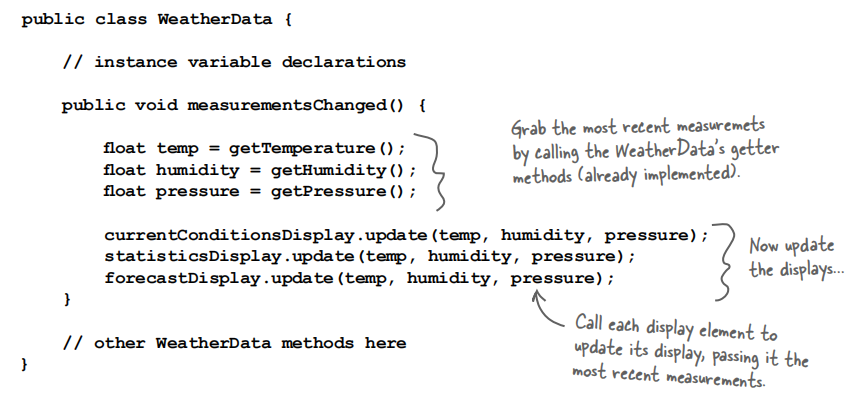 public class WeatherData {
// instance variable declarations
public void measurementsChanged() {
float temp = getTemperature();
float humidity = getHumidity();
float pressure = getPressure();
Grab the most recent measuremets
by calling the WeatherData's getter
methods (already implemented).
currentConditionsDisplay.update(temp, humidity, pressure);
statisticsDisplay.update(temp, humidity, pressure);
forecastDisplay.update(temp, humidity, pressure);
Now update
the displays...
}
Call each display element to
update its display, passing it the
most recent measurements.
// other WeatherData methods here
}